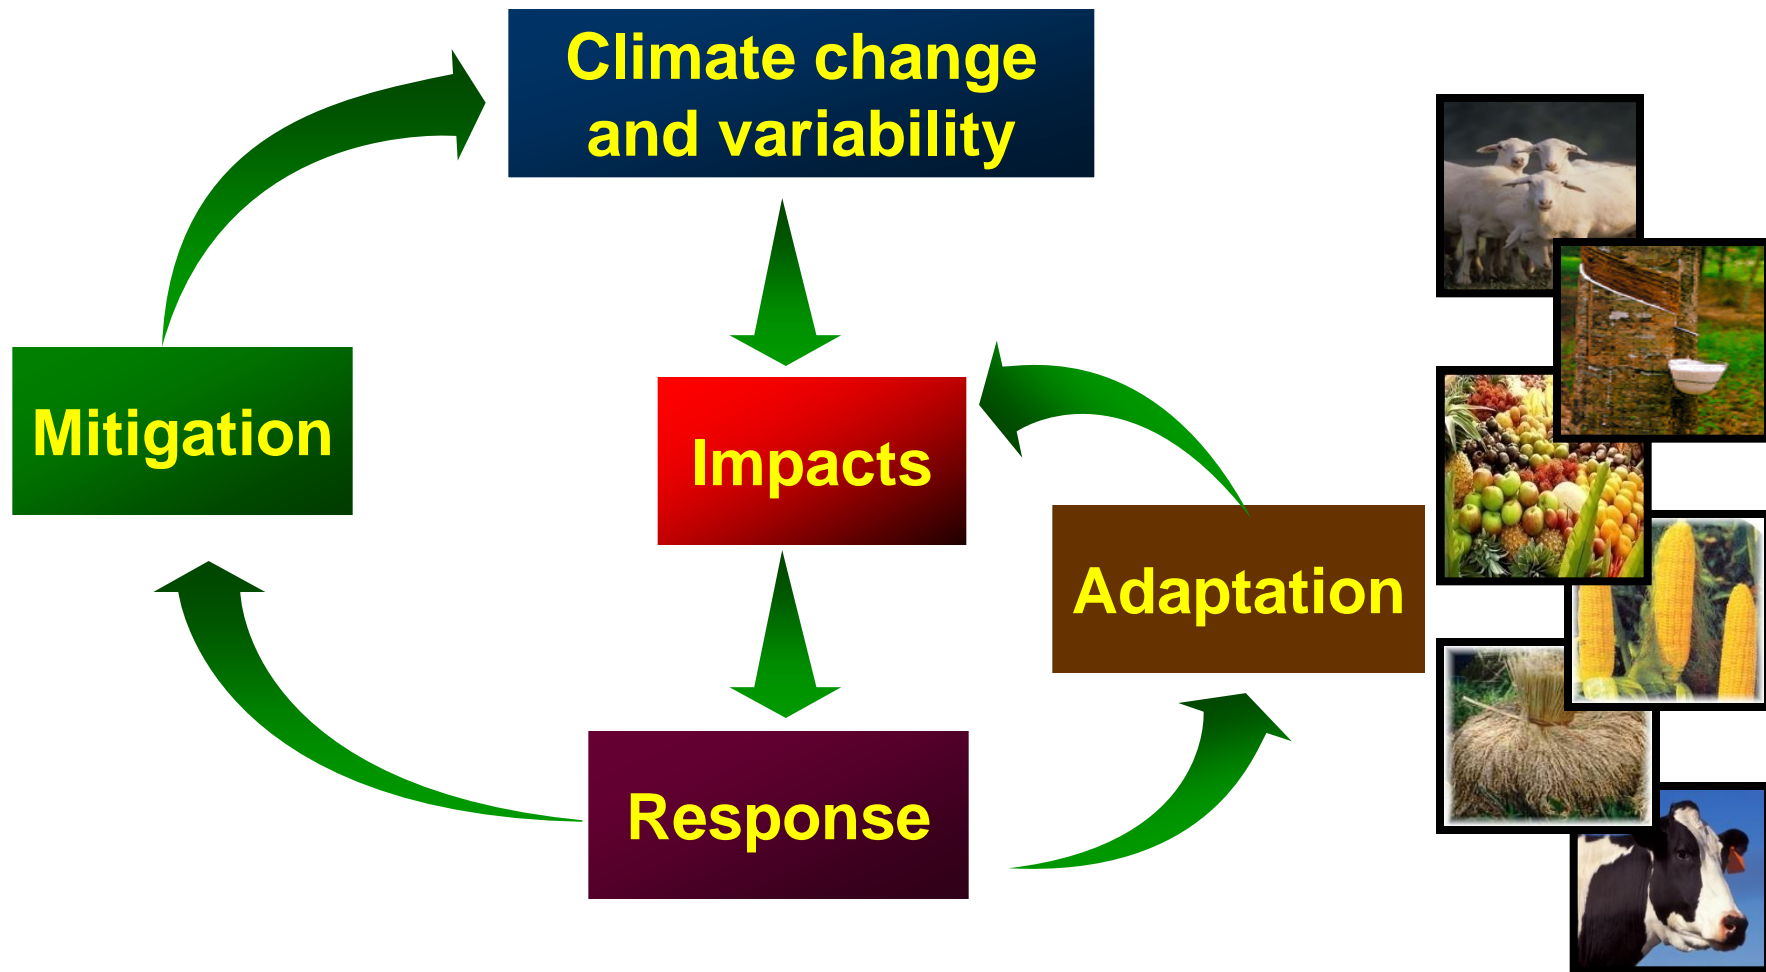 Climate change
and variability
Mitigation
Impacts
Adaptation
Response